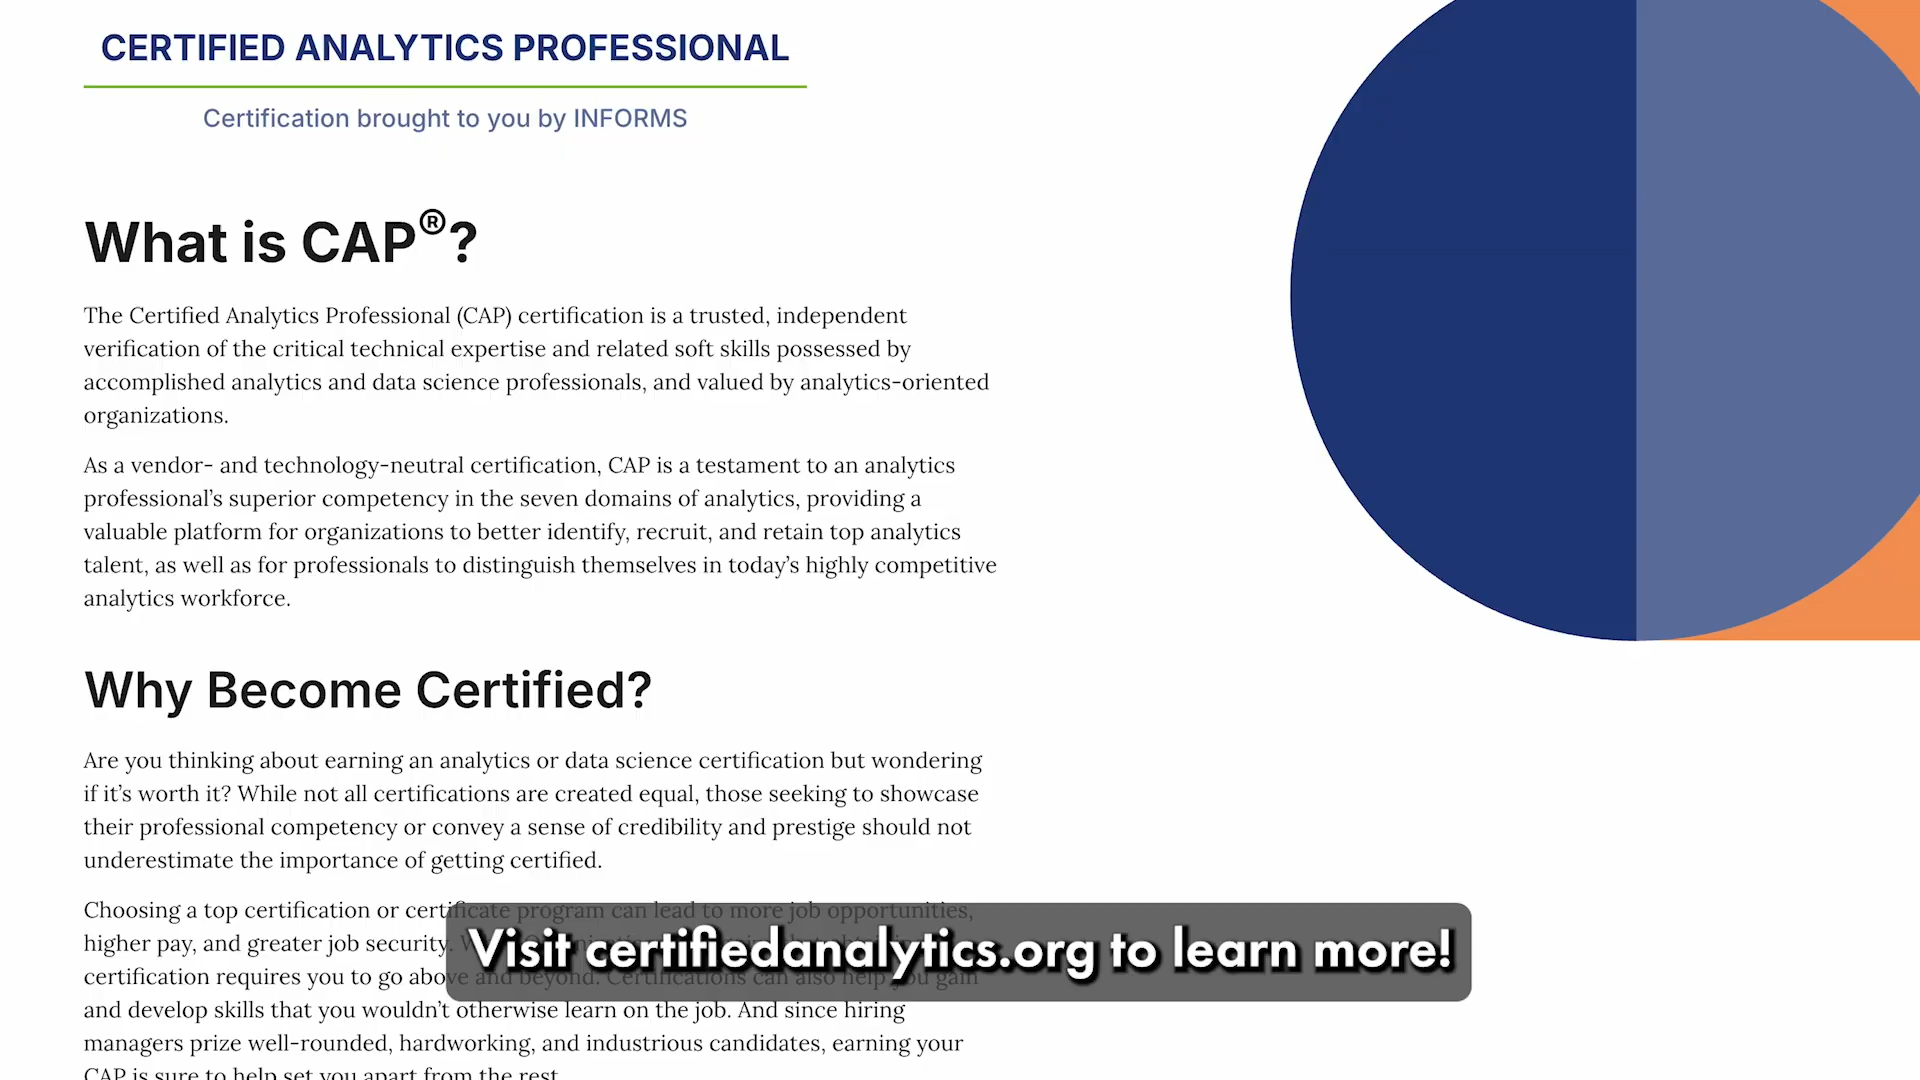 CERTIFIED ANALYTICS PROFESSIONAL
Certification brought to you by INFORMS
What is CAP®?
The Certified Analytics Professional (CAP) certification is a trusted, independent
verification of the critical technical expertise and related soft skills possessed by
accomplished analytics and data science professionals, and valued by analytics-oriented
organizations.
As a vendor- and technology-neutral certification, CAP is a testament to an analytics
professional’s superior competency in the seven domains of analytics, providing a
valuable platform for organizations to better identify, recruit, and retain top analytics
talent, as well as for professionals to distinguish themselves in today’s highly competitive
analytics workforce.
Why Become Certified?
Are you thinking about earning an analytics or data science certification but wondering
if it’s worth it? While not all certifications are created equal, those seeking to showcase
their professional competency or convey a sense of credibility and prestige should not
underestimate the importance of getting certified.
Choosing a top certification or certificate program can lead to more job opportunities,
higher pay, and greater job security.
certification requires you to go above and beyond. Certifications can also help you gain
and develop skills that you wouldn’t otherwise learn on the job. And since hiring
managers prize well-rounded, hardworking, and industrious candidates, earning your
CAP is sure to help set you apart from the rest.
Visit certifiedanalytics.org to learn more!